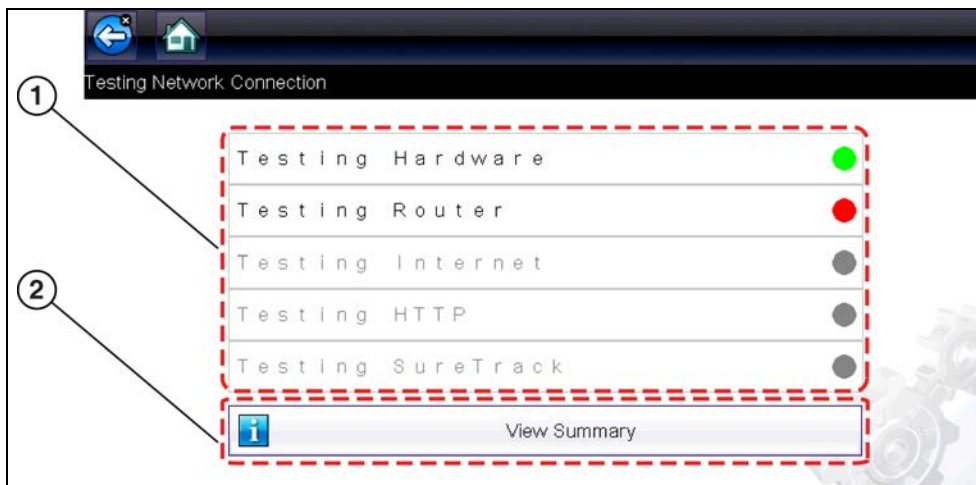 Testing Network Connection
1
Testing Hardware
Testing Router
Testing Internet
2
Testing HTTP
Testing SureTrack
View Summary